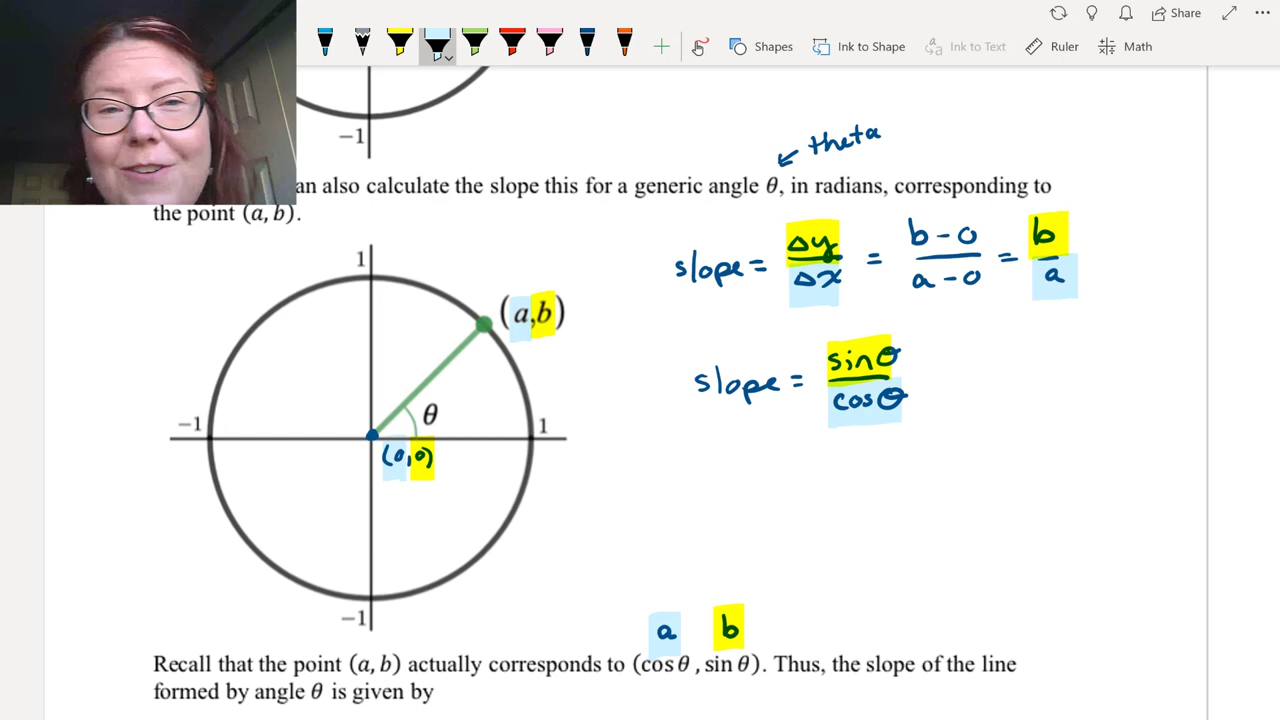 Share
Shapes
Ink to Shape
Ink to Text
Ruler
Math
−1
theta
an also calculate the slope this for a generic angle θ, in radians, corresponding to
the point (a, b).
slope = Δy/Δx = b - 0/a - 0 = b/a
1
(a,b)
slope = sinθ/cosθ
θ
−1
1
(0,0)
−1
a b
Recall that the point (a, b) actually corresponds to (cos θ , sin θ). Thus, the slope of the line
formed by angle θ is given by